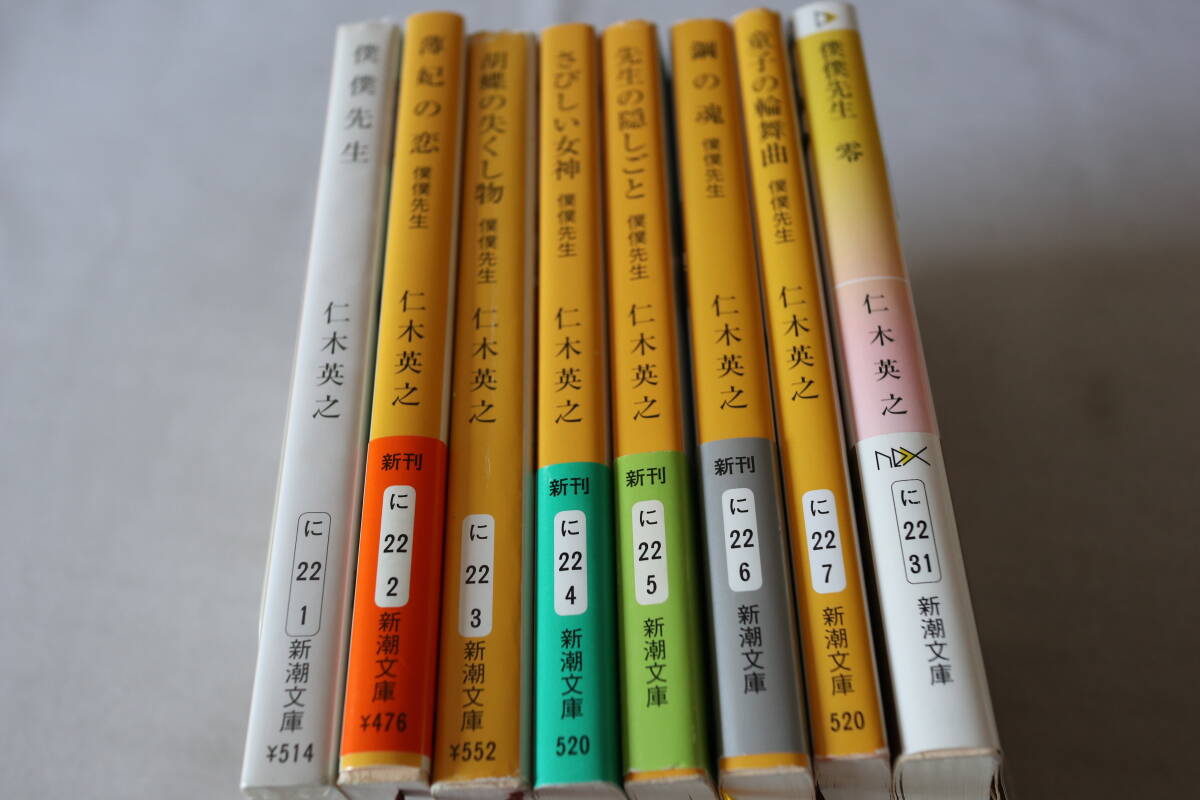 僕僕先生
仁木英之
に
22
1
新潮文庫
¥514
薄妃の恋
僕僕先生
仁木英之
新刊
に
22
2
新潮文庫
¥476
胡蝶の失くし物
僕僕先生
仁木英之
に
22
3
新潮文庫
¥552
さびしい女神
僕僕先生
仁木英之
新刊
に
22
4
新潮文庫
520
先生の隠しごと
僕僕先生
仁木英之
新刊
に
22
5
新潮文庫
鋼の魂
僕僕先生
仁木英之
新刊
に
22
6
新潮文庫
童子の輪舞曲
僕僕先生
仁木英之
に
22
7
新潮文庫
520
僕僕先生 零
仁木英之
nex
に
22
31
新潮文庫